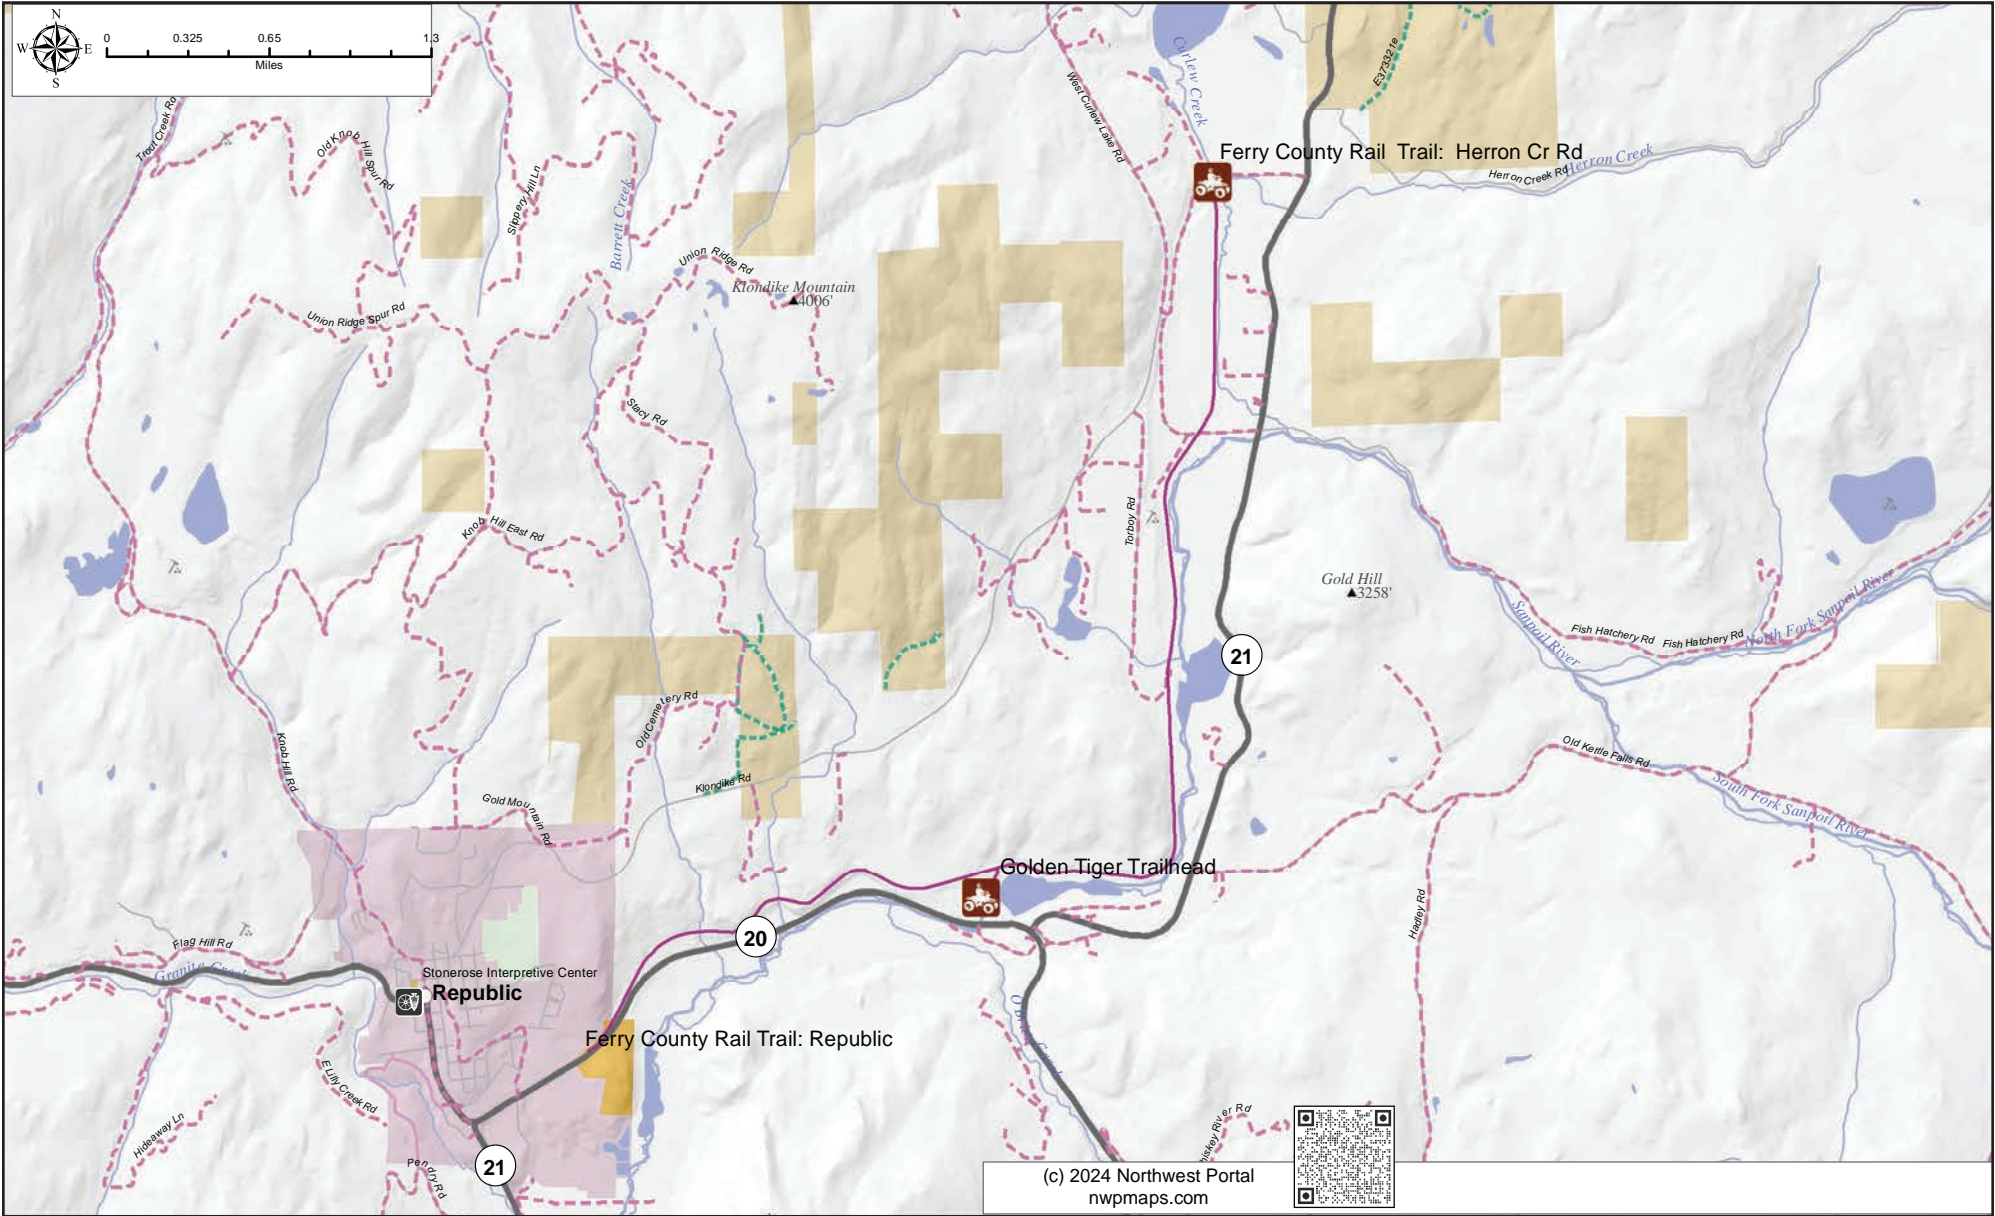 N
W E
S
0 0.325 0.65 1.3
Miles
Trout Creek Rd
Old Knob Hill Spur Rd
Slippery Hill Ln
Barrett Creek
Union Ridge Rd
Klondike Mountain
4006'
Union Ridge Spur Rd
West Curlew Lake Rd
Curlew Creek
E373321e
Ferry County Rail Trail: Herron Cr Rd
Herron Creek Rd
Herron Creek
Stacy Rd
Knob Hill East Rd
Torboy Rd
Gold Hill
3258'
21
Sanpoil River
Fish Hatchery Rd
Fish Hatchery Rd
North Fork Sanpoil River
Old Cemetery Rd
Klondike Rd
Knob Hill Rd
Gold Mountain Rd
Old Kettle Falls Rd
South Fork Sanpoil River
Golden Tiger Trailhead
Hadley Rd
20
Flag Hill Rd
Granite Creek
Stonerose Interpretive Center
Republic
Ferry County Rail Trail: Republic
O'Brien Creek
E Lilly Creek Rd
Hideaway Ln
Pendry Rd
21
hiskey River Rd
(c) 2024 Northwest Portal
nwpmaps.com